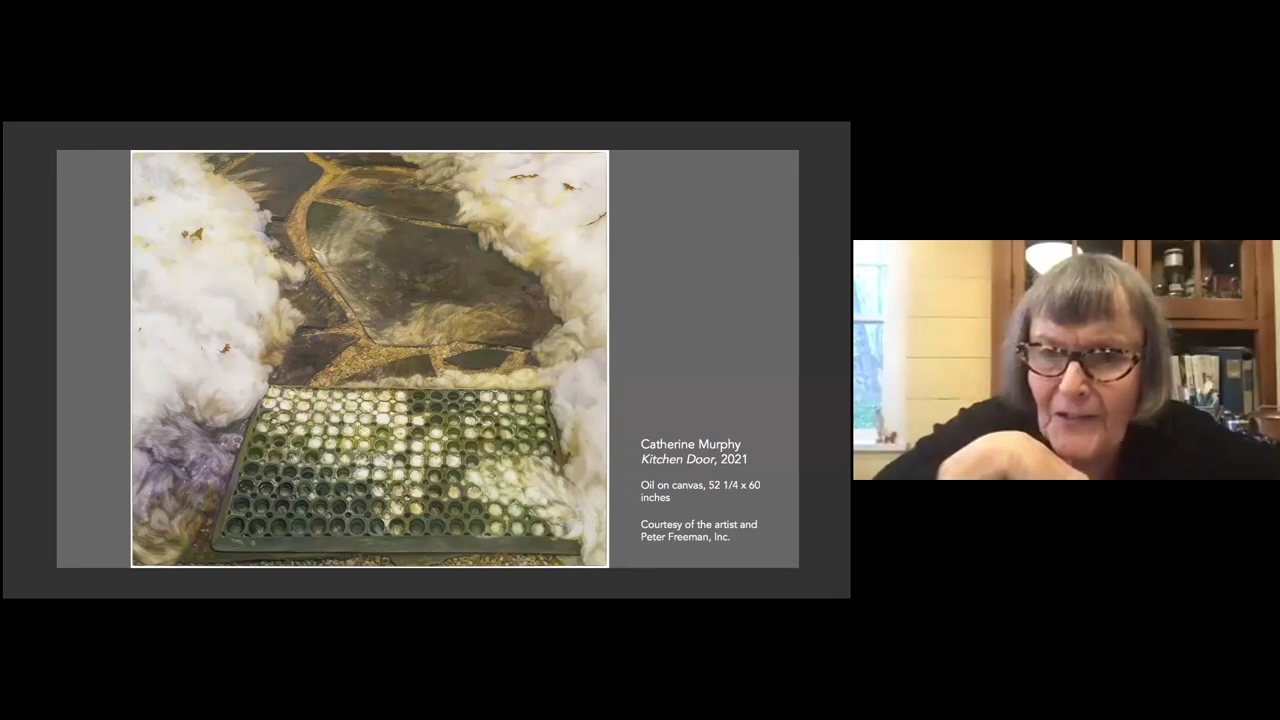 Catherine Murphy
Kitchen Door, 2021
Oil on canvas, 52 1/4 x 60
inches
Courtesy of the artist and
Peter Freeman, Inc.